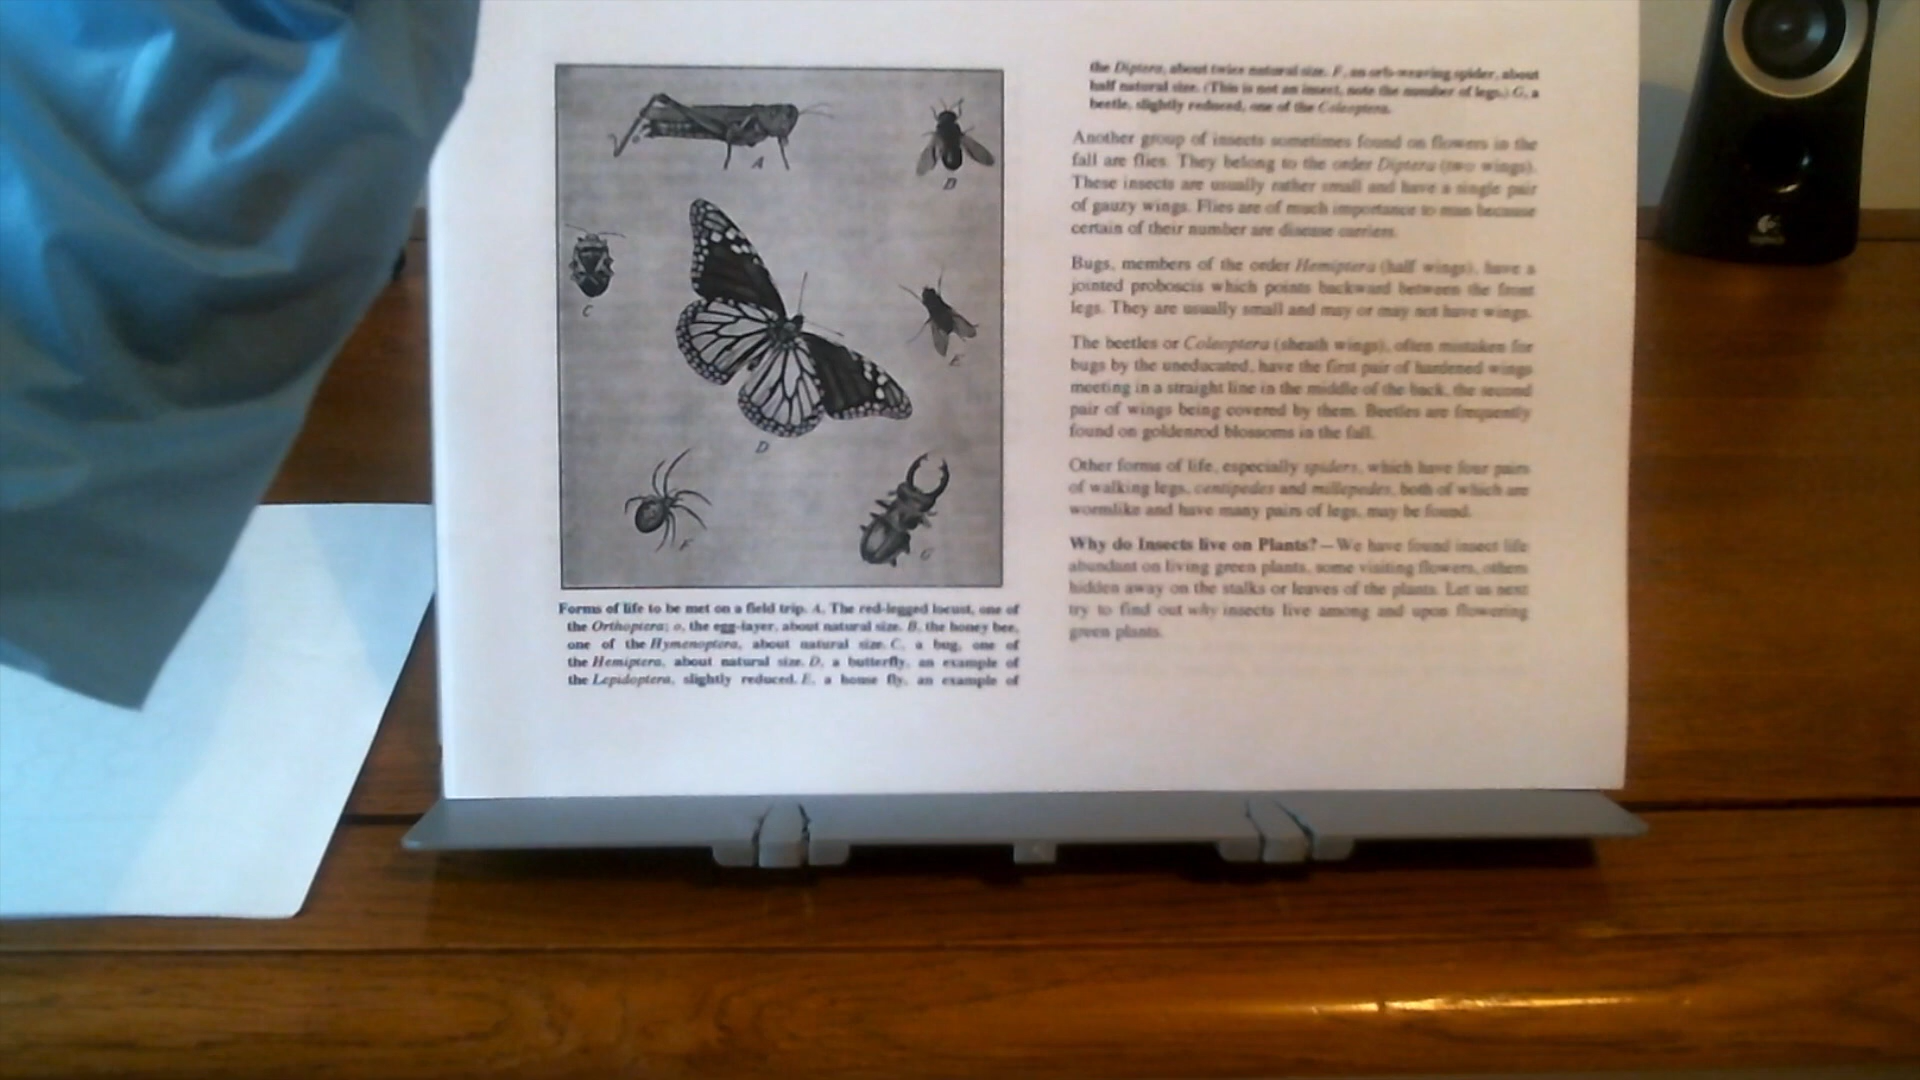 A
D
C
E
D
F
G
Forms of life to be met on a field trip. A, The red-legged locust, one of
the Orthoptera; o, the egg-layer, about natural size. B, the honey bee,
one of the Hymenoptera, about natural size. C, a bug, one of
the Hemiptera, about natural size. D, a butterfly, an example of
the Lepidoptera, slightly reduced. E, a house fly, an example of
the Diptera, about twice natural size. F, an orb-weaving spider, about
half natural size. (This is not an insect, note the number of legs.) G, a
beetle, slightly reduced, one of the Coleoptera.
Another group of insects sometimes found on flowers in the
fall are flies. They belong to the order Diptera (two wings).
These insects are usually rather small and have a single pair
of gauzy wings. Flies are of much importance to man because
certain of their number are disease carriers.
Bugs, members of the order Hemiptera (half wings), have a
jointed proboscis which points backward between the front
legs. They are usually small and may or may not have wings.
The beetles or Coleoptera (sheath wings), often mistaken for
bugs by the uneducated, have the first pair of hardened wings
meeting in a straight line in the middle of the back, the second
pair of wings being covered by them. Beetles are frequently
found on goldenrod blossoms in the fall.
Other forms of life, especially spiders, which have four pairs
of walking legs, centipedes and millepedes, both of which are
wormlike and have many pairs of legs, may be found.
Why do Insects live on Plants?—We have found insect life
abundant on living green plants, some visiting flowers, others
hidden away on the stalks or leaves of the plants. Let us next
try to find out why insects live among and upon flowering
green plants.